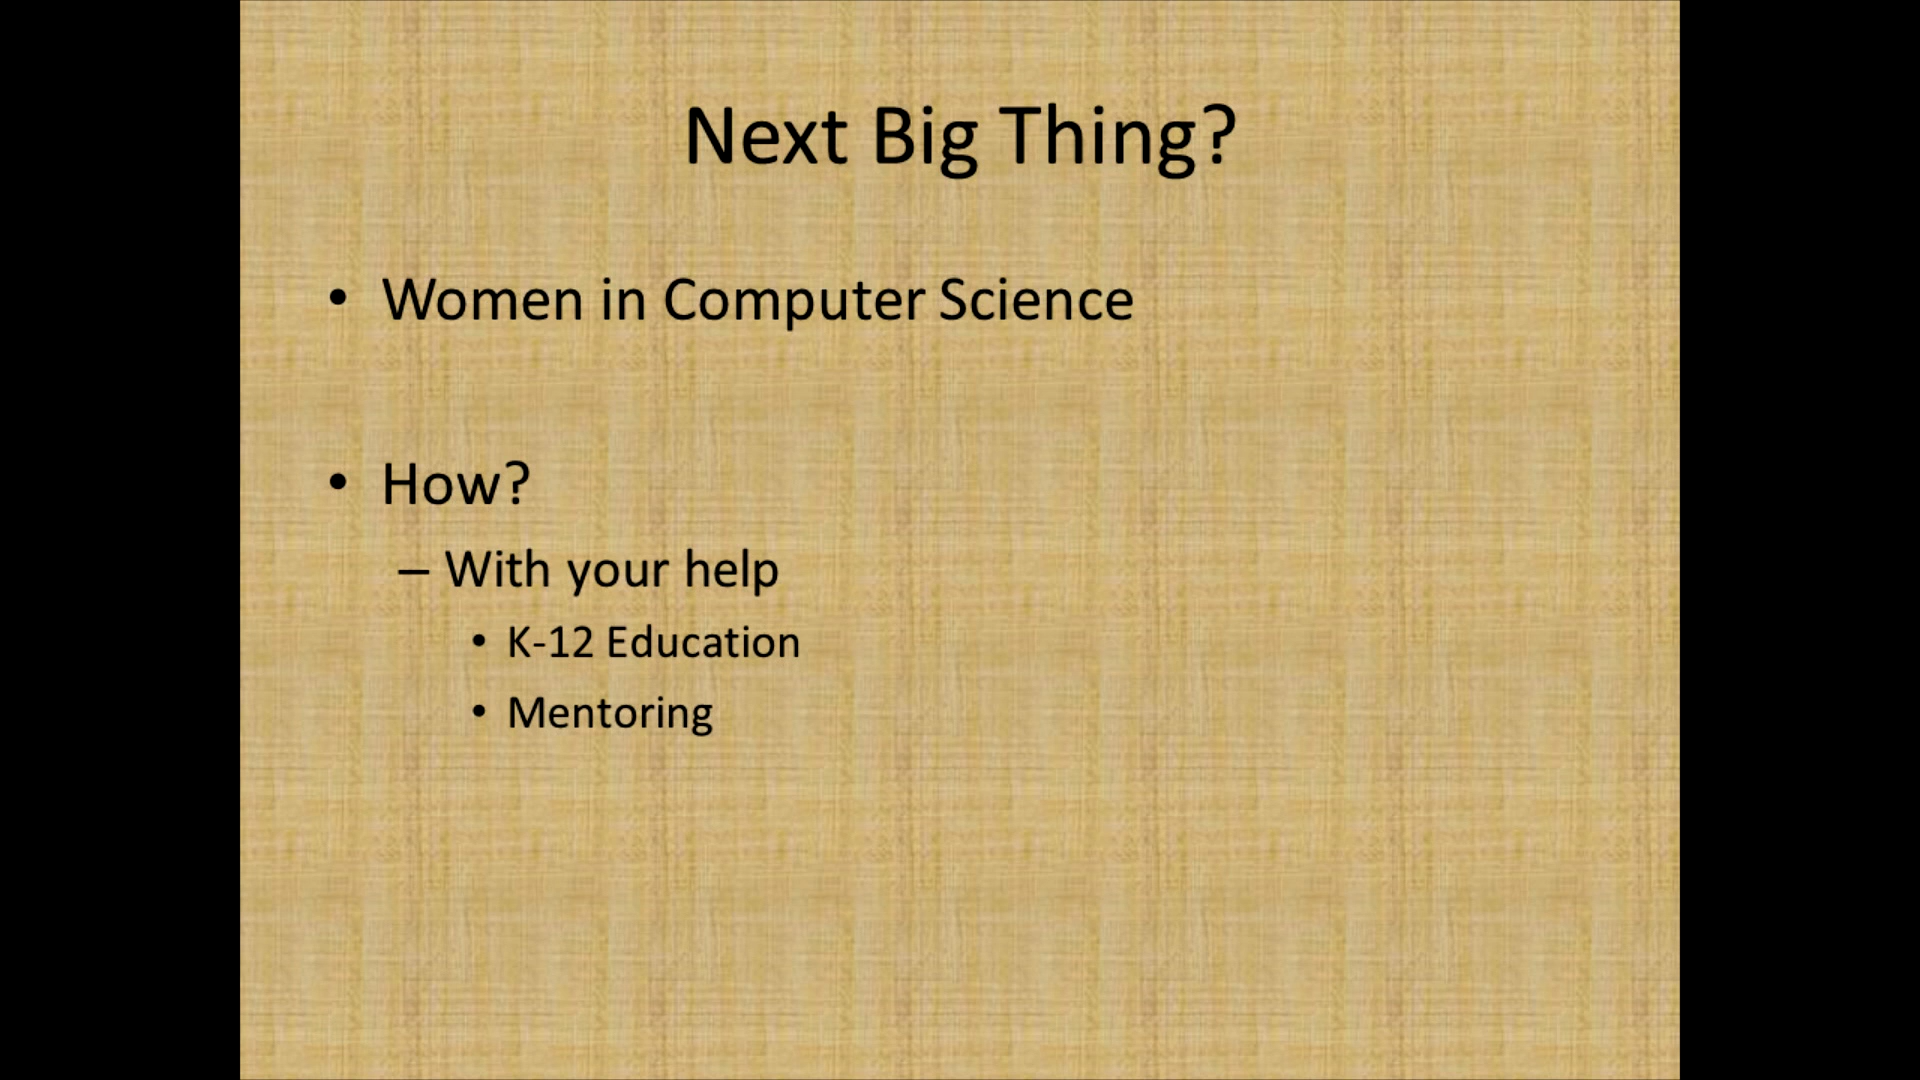 Next Big Thing?
• Women in Computer Science
• How?
– With your help
• K-12 Education
• Mentoring